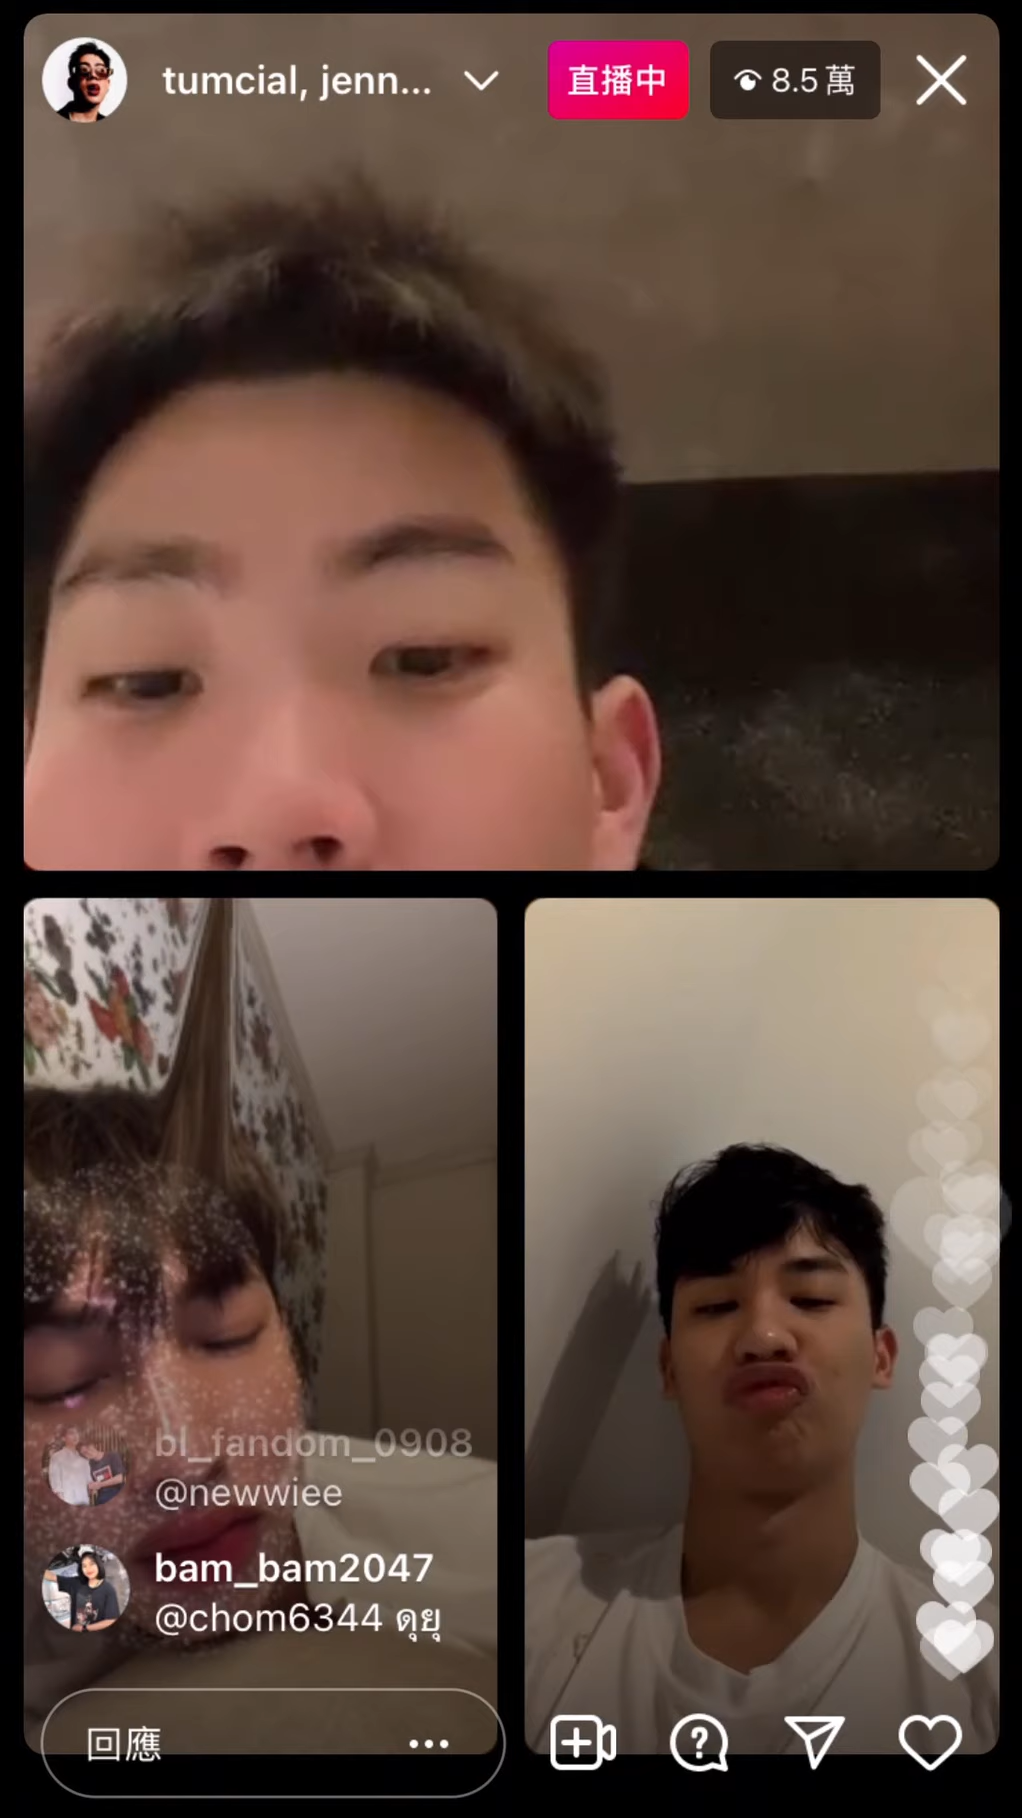 tumcial, jenn...
直播中
8.5 萬
bl_fandom_0908
@newwiee
bam_bam2047
@chom6344 ดุยุ
回應